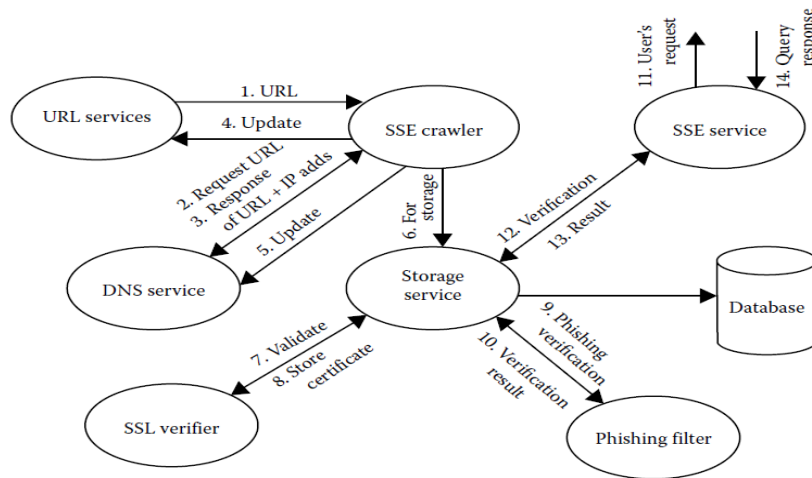 11. User's
request
14. Query
response
1. URL
URL services
4. Update
SSE crawler
SSE service
2. Request URL
3. Response
of URL + IP adds
5. Update
6. For
storage
12. Verification
13. Result
DNS service
Storage
service
Database
7. Validate
8. Store
certificate
9. Phishing
verification
10. Verification
result
SSL verifier
Phishing filter